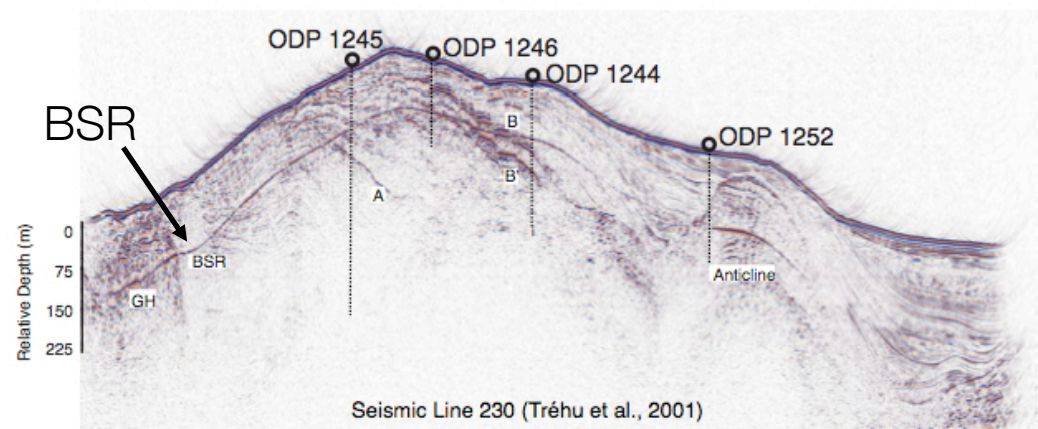 ODP 1245
ODP 1246
ODP 1244
BSR
B
ODP 1252
B'
A
Relative Depth (m)
0
75
150
225
BSR
GH
Anticline
Seismic Line 230 (Tréhu et al., 2001)